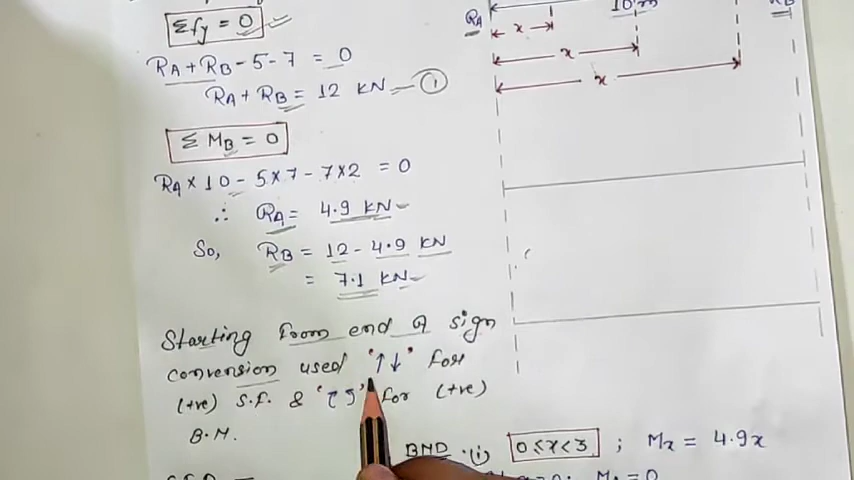 Σfy = 0
RA + RB - 5 - 7 = 0
RA + RB = 12 KN — ①
Σ MB = 0
RA × 10 - 5×7 - 7×2 = 0
∴ RA = 4.9 KN
So, RB = 12 - 4.9 KN
= 7.1 KN
Starting from end A sign
convension used '↑↓' for
(+ve) S.F. & '↾⇃' for (+ve)
B.M.
RA
10m
RB
x
x
x
BMD (i) 0≤x<3 ; Mx = 4.9x